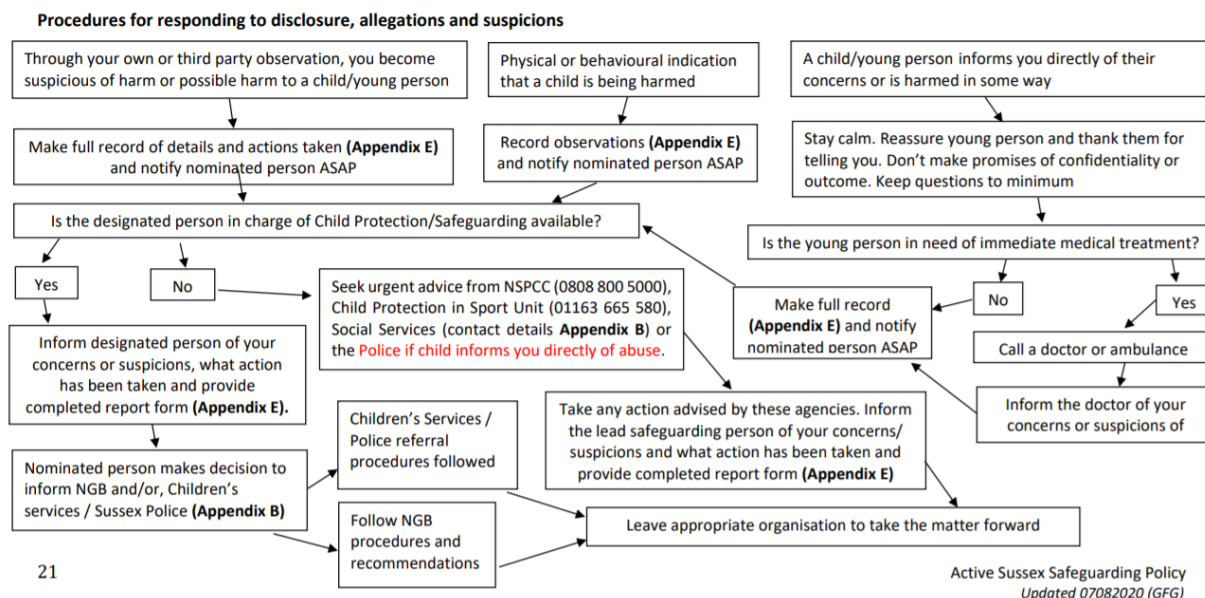 Procedures for responding to disclosure, allegations and suspicions
Through your own or third party observation, you become
suspicious of harm or possible harm to a child/young person
Physical or behavioural indication
that a child is being harmed
A child/young person informs you directly of their
concerns or is harmed in some way
Make full record of details and actions taken (Appendix E)
and notify nominated person ASAP
Record observations (Appendix E)
and notify nominated person ASAP
Stay calm. Reassure young person and thank them for
telling you. Don't make promises of confidentiality or
outcome. Keep questions to minimum
Is the designated person in charge of Child Protection/Safeguarding available?
Is the young person in need of immediate medical treatment?
Yes
No
Seek urgent advice from NSPCC (0808 800 5000),
Child Protection in Sport Unit (01163 665 580),
Social Services (contact details Appendix B) or
the Police if child informs you directly of abuse.
Make full record
(Appendix E) and notify
nominated person ASAP
No
Yes
Call a doctor or ambulance
Inform designated person of your
concerns or suspicions, what action
has been taken and provide
completed report form (Appendix E).
Inform the doctor of your
concerns or suspicions of
Children's Services /
Police referral
procedures followed
Take any action advised by these agencies. Inform
the lead safeguarding person of your concerns/
suspicions and what action has been taken and
provide completed report form (Appendix E)
Nominated person makes decision to
inform NGB and/or, Children's
services / Sussex Police (Appendix B)
Follow NGB
procedures and
recommendations
Leave appropriate organisation to take the matter forward
21
Active Sussex Safeguarding Policy
Updated 07082020 (GFG)